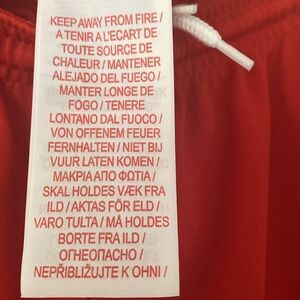 KEEP AWAY FROM FIRE /
A TENIR A L'ECART DE
TOUTE SOURCE DE
CHALEUR / MANTENER
ALEJADO DEL FUEGO /
MANTER LONGE DE
FOGO / TENERE
LONTANO DAL FUOCO /
VON OFFENEM FEUER
FERNHALTEN / NIET BIJ
VUUR LATEN KOMEN /
ΜΑΚΡΙΑ ΑΠΟ ΦΩΤΙΑ /
SKAL HOLDES VÆK FRA
ILD / AKTAS FÖR ELD /
VARO TULTA / MÅ HOLDES
BORTE FRA ILD /
ОГНЕОПАСНО /
NEPŘIBLIŽUJTE K OHNI /